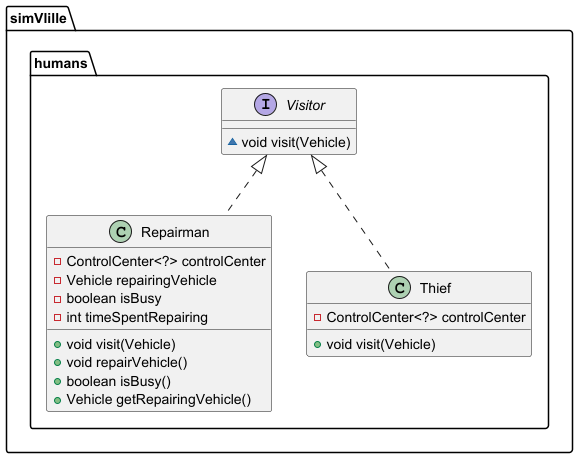 simVlille
humans
I Visitor
void visit(Vehicle)
C Repairman
ControlCenter<?> controlCenter
Vehicle repairingVehicle
boolean isBusy
int timeSpentRepairing
void visit(Vehicle)
void repairVehicle()
boolean isBusy()
Vehicle getRepairingVehicle()
C Thief
ControlCenter<?> controlCenter
void visit(Vehicle)